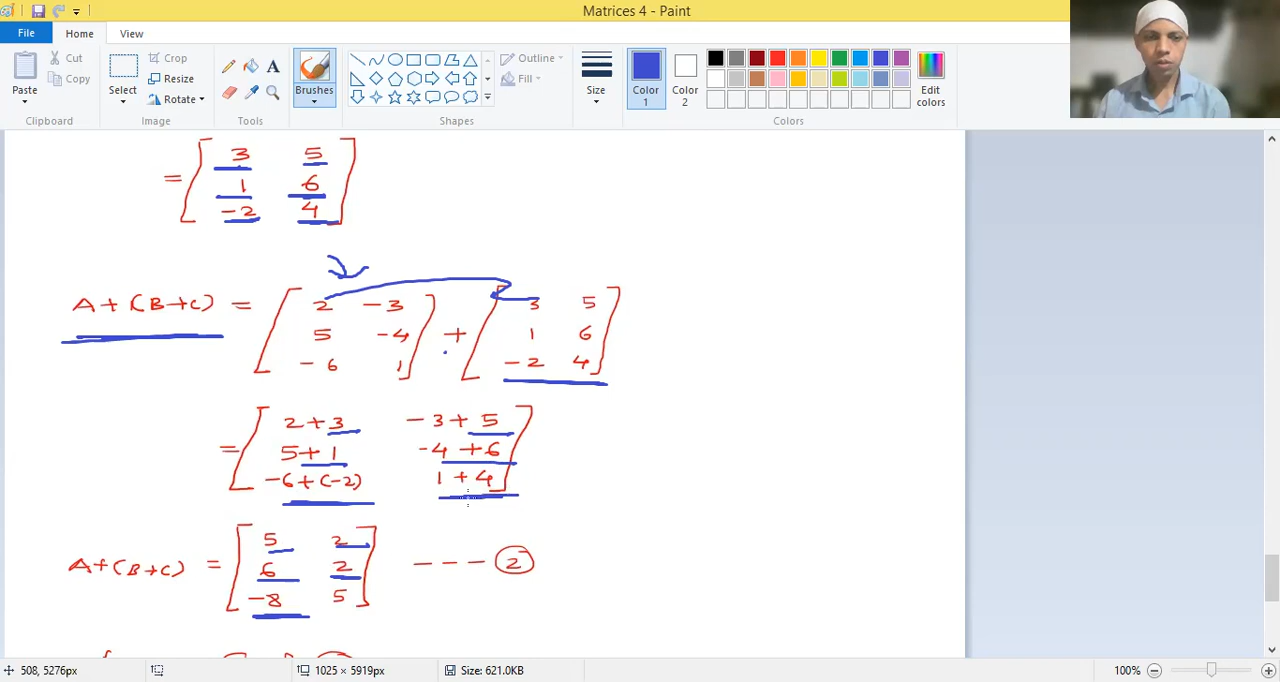 Matrices 4 - Paint
File Home View
Paste Cut Copy Clipboard
Select Crop Resize Rotate Image
Tools
Brushes
Outline Fill Shapes
Size
Color 1 Color 2 Edit colors Colors
3 5
= 1 6
-2 4
A+(B+C) = [ 2 -3 ] + [ 3 5 ]
5 -4 1 6
-6 1 -2 4
2+3 -3+5
= 5+1 -4+6
-6+(-2) 1+4
5 2
A+(B+C) = 6 2 --- 2
-8 5
508, 5276px 1025 × 5919px Size: 621.0KB 100%